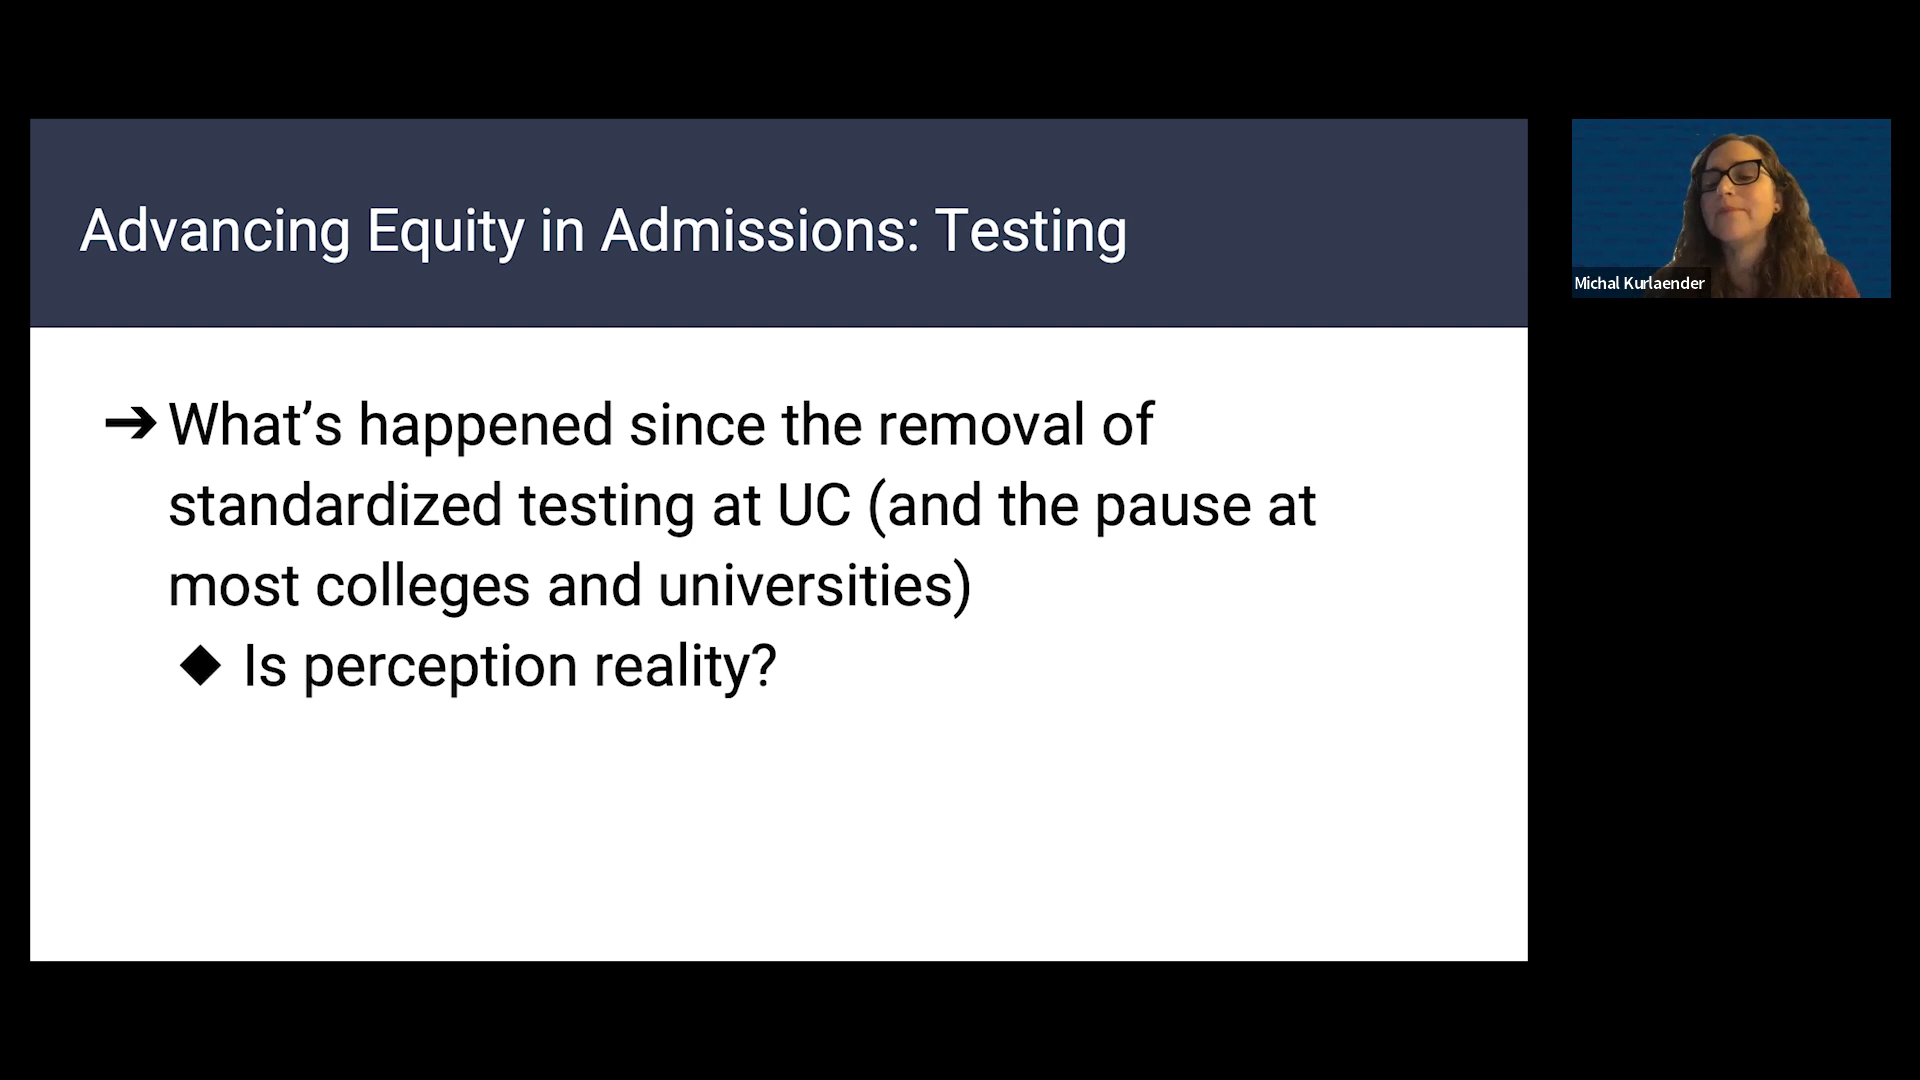 Advancing Equity in Admissions: Testing
➔ What’s happened since the removal of
standardized testing at UC (and the pause at
most colleges and universities)
◆ Is perception reality?
Michal Kurlaender